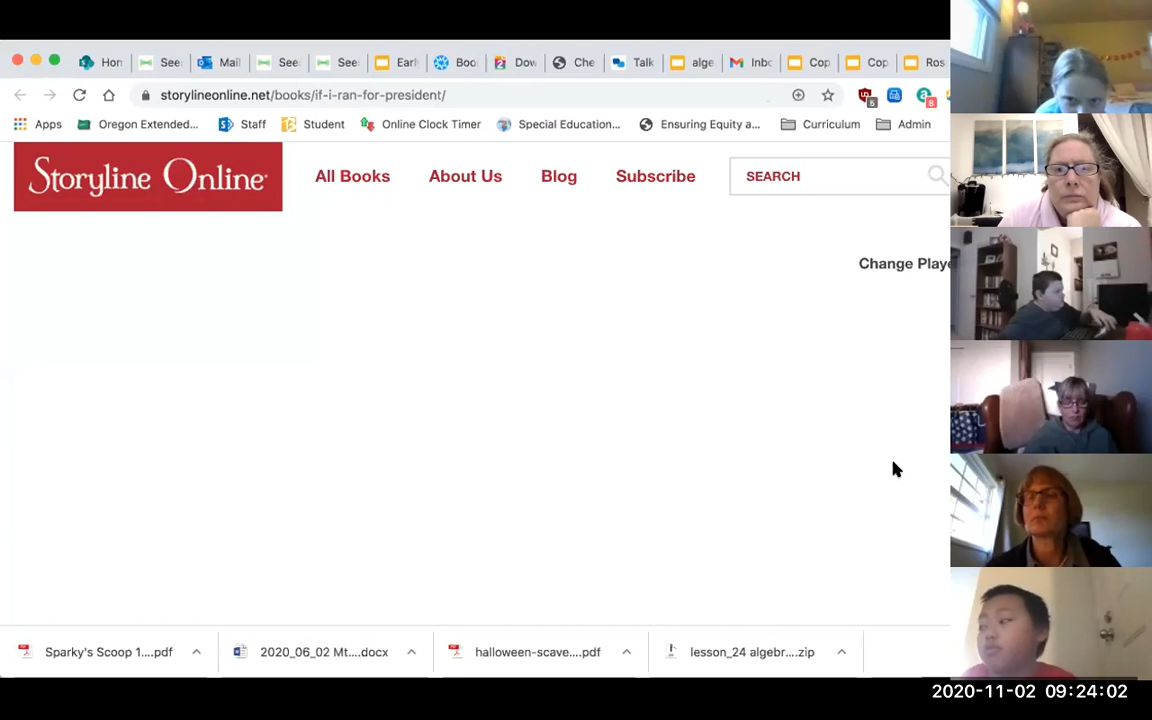 Hor
See
Mail
See
See
Earl
Boo
Dow
Che
Talk
alge
Inb
Cop
Cop
Ros
storylineonline.net/books/if-i-ran-for-president/
Apps
Oregon Extended...
Staff
Student
Online Clock Timer
Special Education...
Ensuring Equity a...
Curriculum
Admin
Storyline Online
All Books
About Us
Blog
Subscribe
SEARCH
Change Playe
Sparky's Scoop 1....pdf
2020_06_02 Mt....docx
halloween-scave....pdf
lesson_24 algebr....zip
2020-11-02 09:24:02